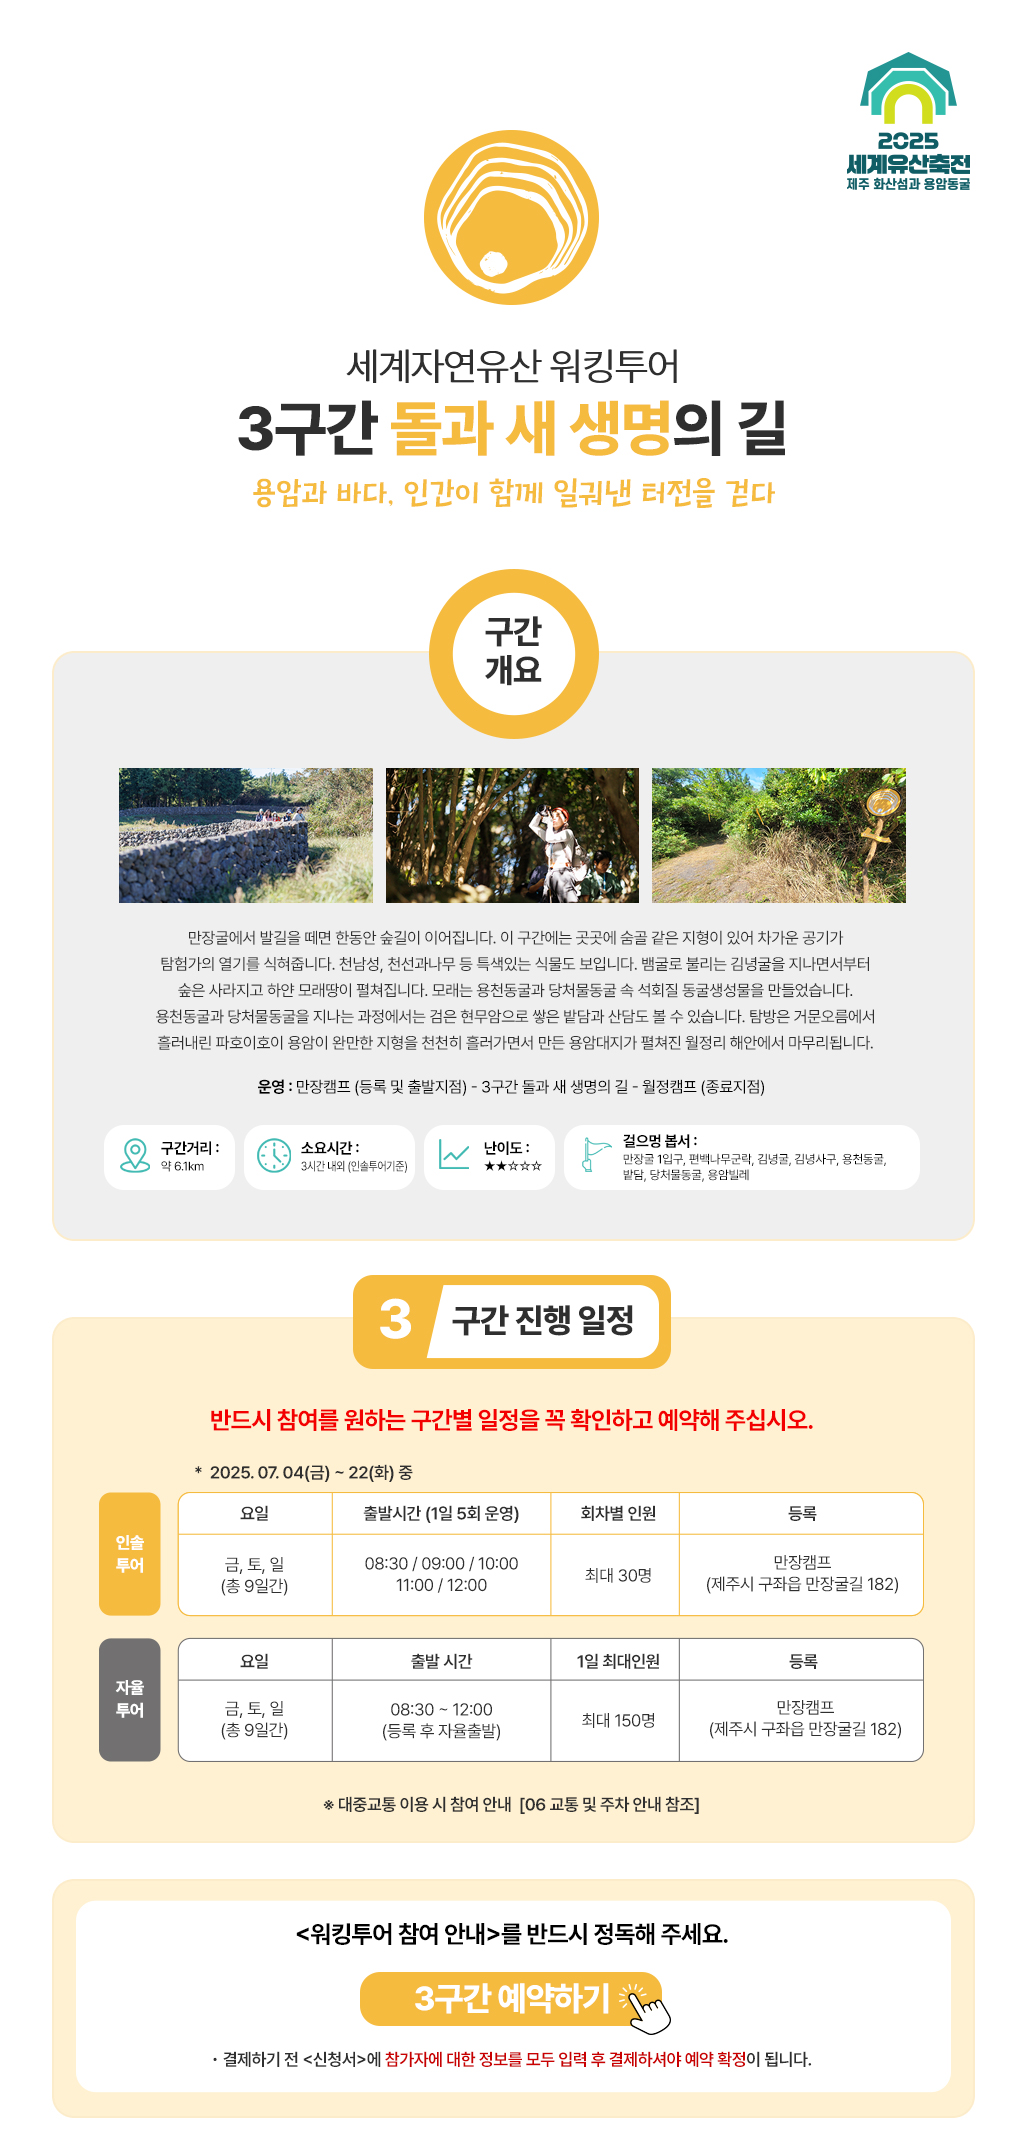 2025
세계유산축전
제주 화산섬과 용암동굴
세계자연유산 워킹투어
3구간 돌과 새 생명의 길
용암과 바다, 인간이 함께 일궈낸 터전을 걷다
구간
개요
만장굴에서 발길을 떼면 한동안 숲길이 이어집니다. 이 구간에는 곳곳에 숨골 같은 지형이 있어 차가운 공기가
탐험가의 열기를 식혀줍니다. 천남성, 천선과나무 등 특색있는 식물도 보입니다. 뱀굴로 불리는 김녕굴을 지나면서부터
숲은 사라지고 하얀 모래땅이 펼쳐집니다. 모래는 용천동굴과 당처물동굴 속 석회질 동굴생성물을 만들었습니다.
용천동굴과 당처물동굴을 지나는 과정에서는 검은 현무암으로 쌓은 밭담과 산담도 볼 수 있습니다. 탐방은 거문오름에서
흘러내린 파호이호이 용암이 완만한 지형을 천천히 흘러가면서 만든 용암대지가 펼쳐진 월정리 해안에서 마무리됩니다.
운영 : 만장캠프 (등록 및 출발지점) - 3구간 돌과 새 생명의 길 - 월정캠프 (종료지점)
구간거리 :
약 6.1km
소요시간 :
3시간 내외 (인솔투어기준)
난이도 :
★★☆☆☆
걸으멍 봅서 :
만장굴 1입구, 편백나무군락, 김녕굴, 김녕사구, 용천동굴,
밭담, 당처물동굴, 용암빌레
3 구간 진행 일정
반드시 참여를 원하는 구간별 일정을 꼭 확인하고 예약해 주십시오.
* 2025. 07. 04(금) ~ 22(화) 중
인솔
투어
요일 출발시간 (1일 5회 운영) 회차별 인원 등록
금, 토, 일
(총 9일간)
08:30 / 09:00 / 10:00
11:00 / 12:00
최대 30명
만장캠프
(제주시 구좌읍 만장굴길 182)
자율
투어
요일 출발 시간 1일 최대인원 등록
금, 토, 일
(총 9일간)
08:30 ~ 12:00
(등록 후 자율출발)
최대 150명
만장캠프
(제주시 구좌읍 만장굴길 182)
※ 대중교통 이용 시 참여 안내 [06 교통 및 주차 안내 참조]
<워킹투어 참여 안내>를 반드시 정독해 주세요.
3구간 예약하기
· 결제하기 전 <신청서>에 참가자에 대한 정보를 모두 입력 후 결제하셔야 예약 확정이 됩니다.